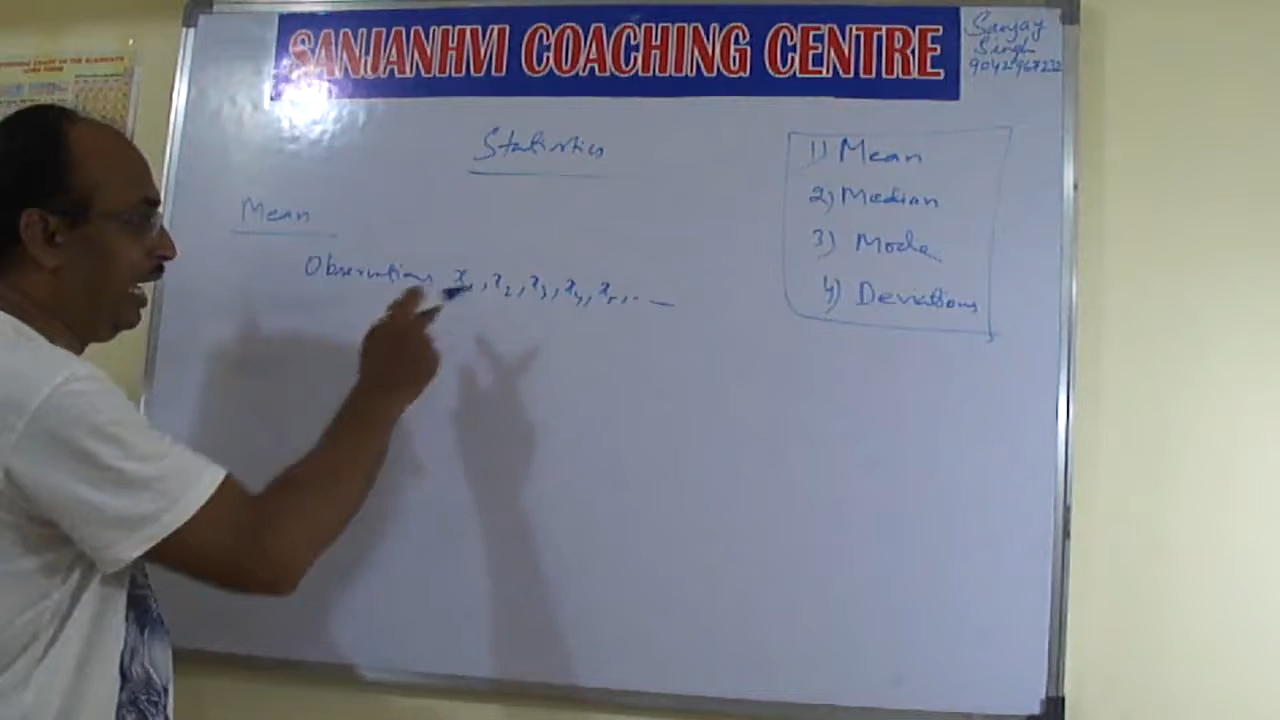 SANJANHVI COACHING CENTRE
Sanjay
Singh
Statistics
1) Mean
2) Median
3) Mode
4) Deviations
Mean
Observations x1, x2, x3, x4, x5, .. —